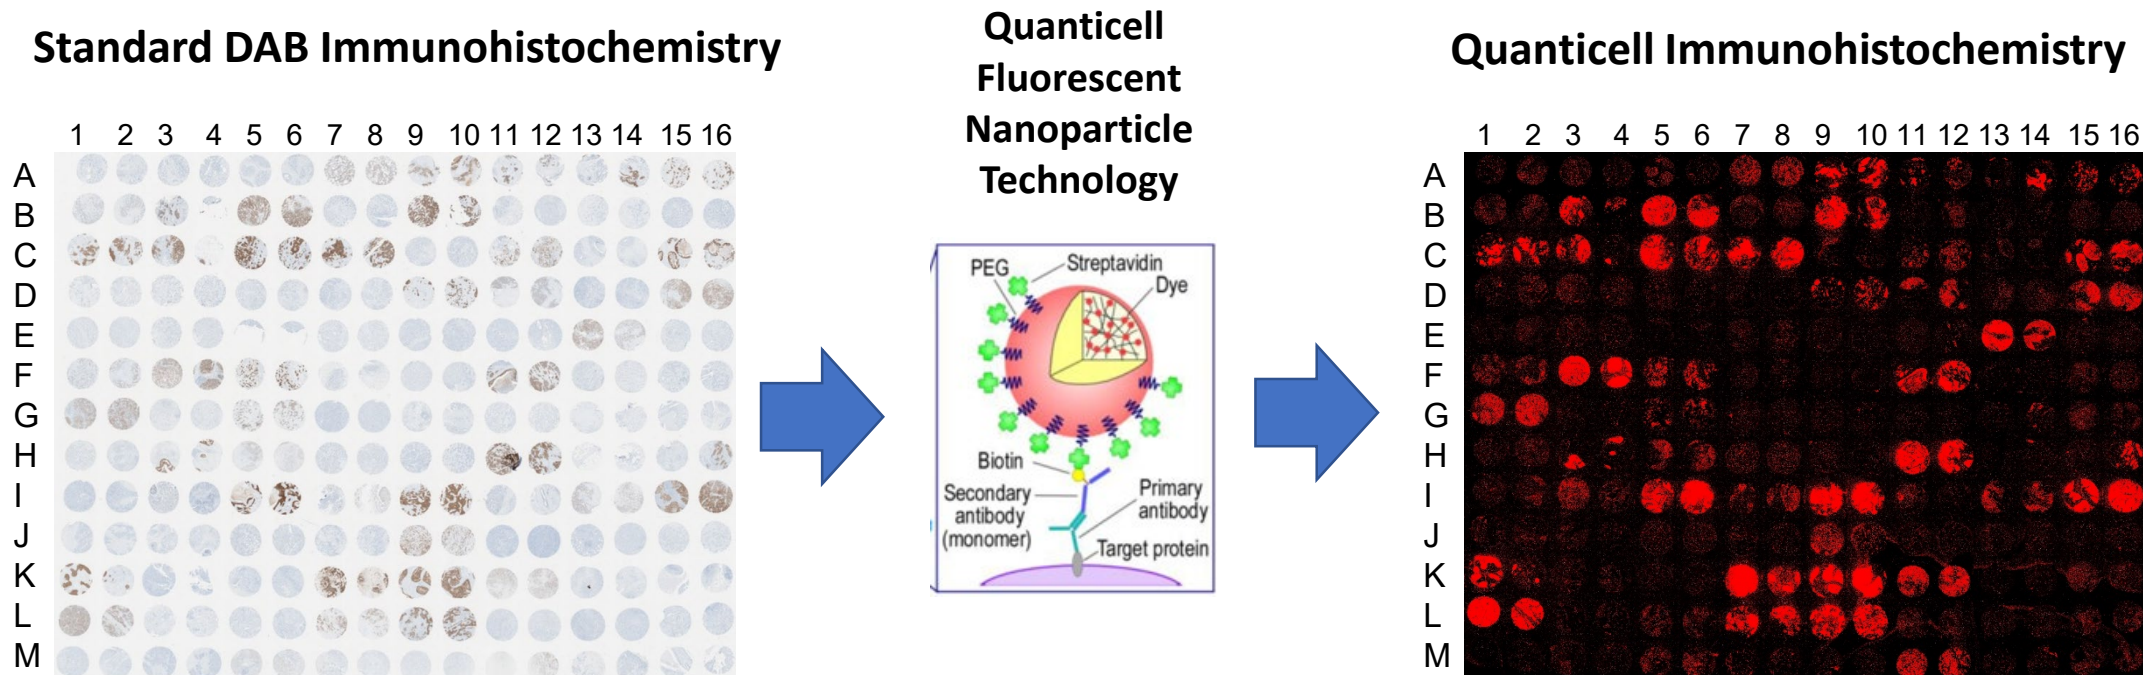 Standard DAB Immunohistochemistry
1 2 3 4 5 6 7 8 9 10 11 12 13 14 15 16
A
B
C
D
E
F
G
H
I
J
K
L
M
Quanticell
Fluorescent
Nanoparticle
Technology
PEG
Streptavidin
Dye
Biotin
Secondary
antibody
(monomer)
Primary
antibody
Target protein
Quanticell Immunohistochemistry
1 2 3 4 5 6 7 8 9 10 11 12 13 14 15 16
A
B
C
D
E
F
G
H
I
J
K
L
M